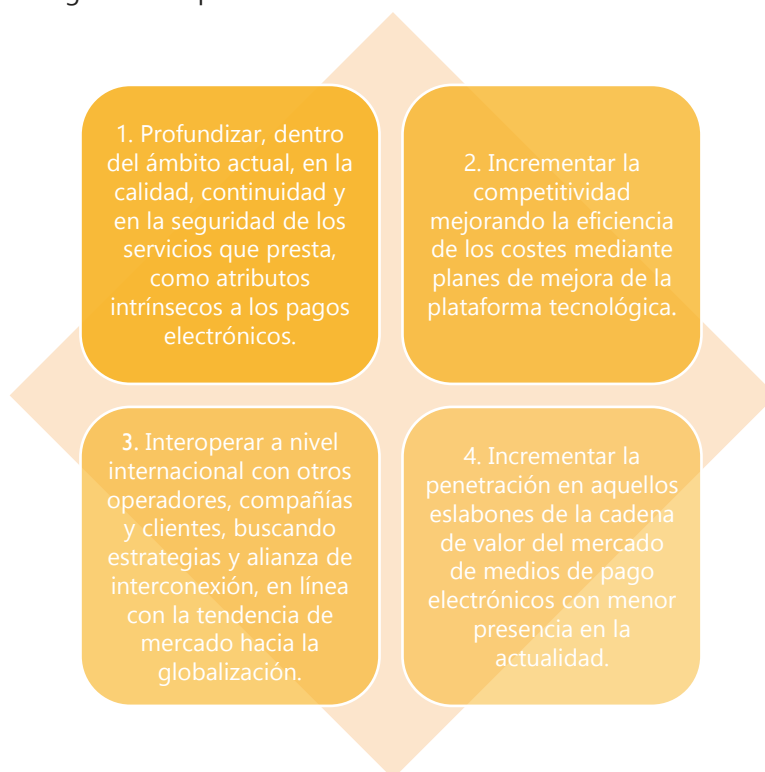 1. Profundizar, dentro
del ámbito actual, en la
calidad, continuidad y
en la seguridad de los
servicios que presta,
como atributos
intrínsecos a los pagos
electrónicos.
2. Incrementar la
competitividad
mejorando la eficiencia
de los costes mediante
planes de mejora de la
plataforma tecnológica.
3. Interoperar a nivel
internacional con otros
operadores, compañías
y clientes, buscando
estrategias y alianza de
interconexión, en línea
con la tendencia de
mercado hacia la
globalización.
4. Incrementar la
penetración en aquellos
eslabones de la cadena
de valor del mercado
de medios de pago
electrónicos con menor
presencia en la
actualidad.